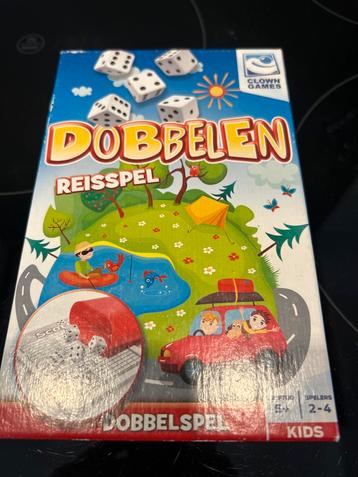 CLOWN
GAMES
DOBBELEN
REISSPEL
DOBBELSPEL
SPELERS
5+
2-4
KIDS